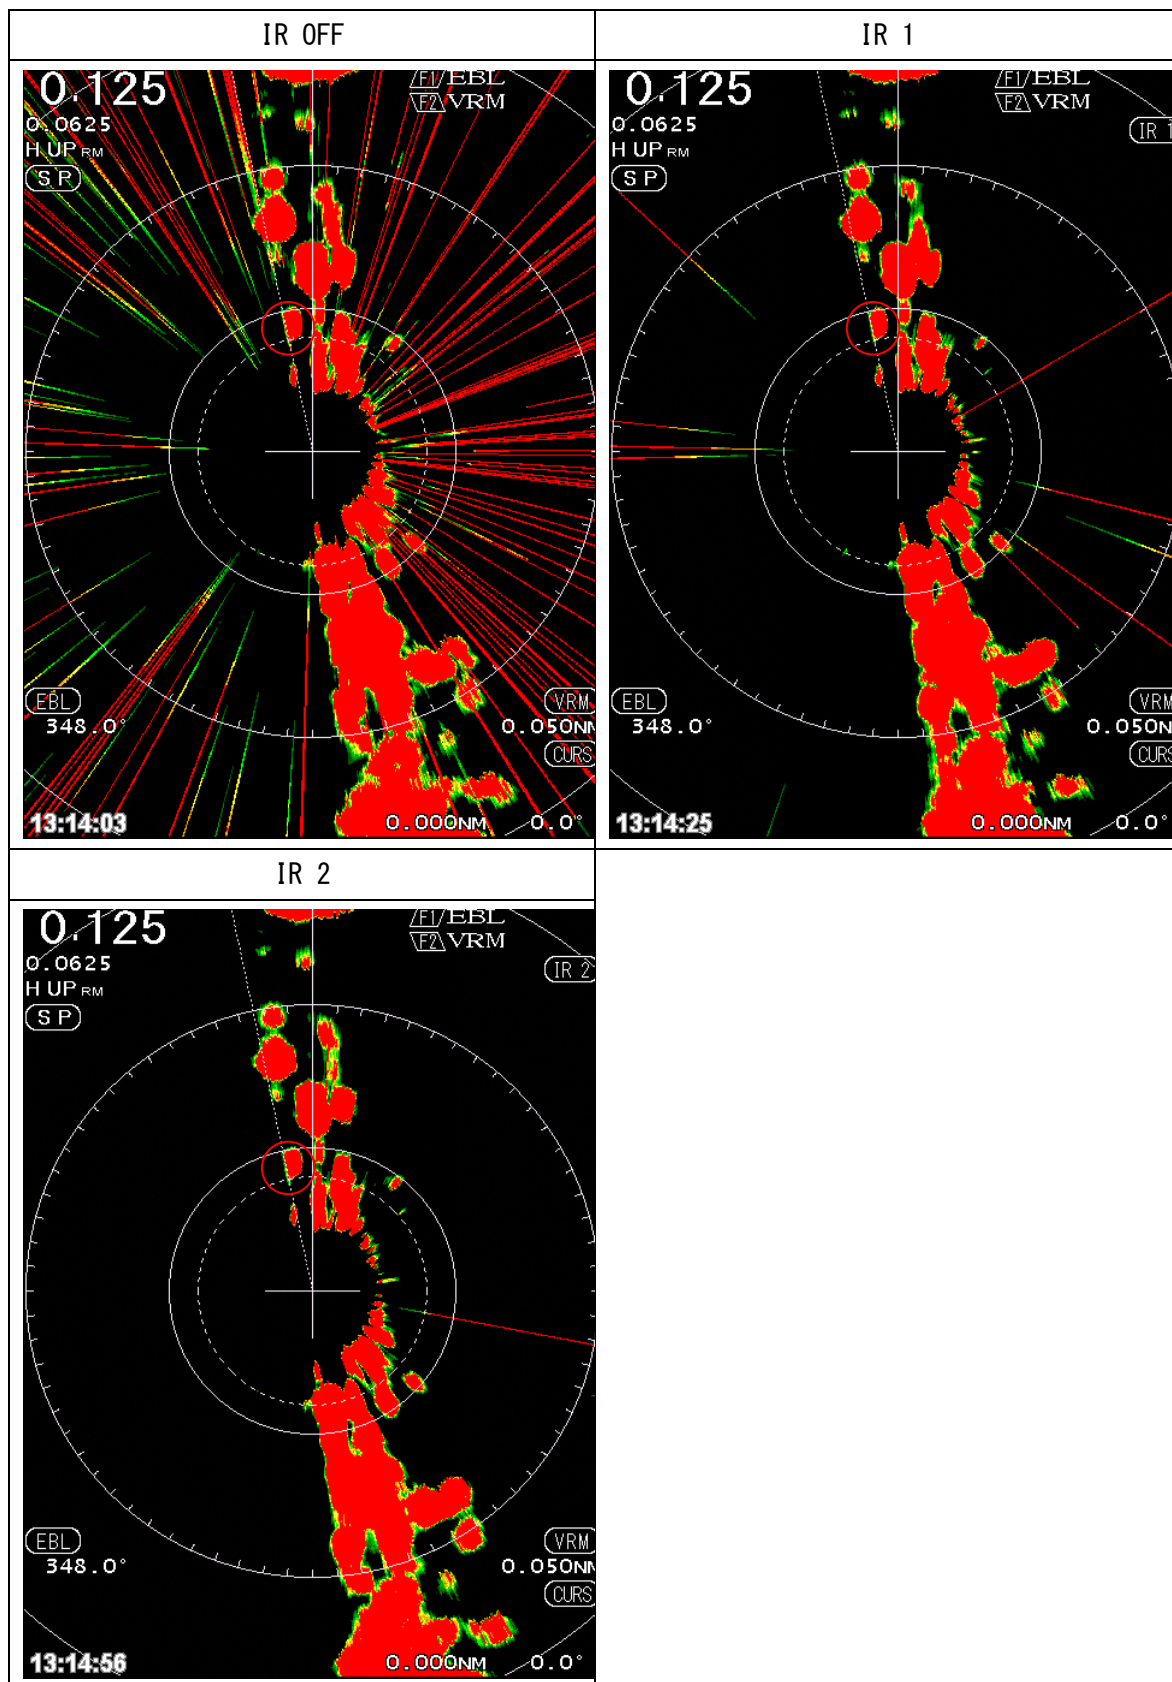 IR OFF
0.125
F1 EBL
F2 VRM
0.0625
H UP RM
S P
EBL
348.0°
VRM
0.050NM
CURS
13:14:03
0.000NM
0.0°
IR 1
0.125
F1 EBL
F2 VRM
0.0625
IR 1
H UP RM
S P
EBL
348.0°
VRM
0.050N
CURS
13:14:25
0.000NM
0.0°
IR 2
0.125
F1 EBL
F2 VRM
0.0625
IR 2
H UP RM
S P
EBL
348.0°
VRM
0.050NM
CURS
13:14:56
0.000NM
0.0°